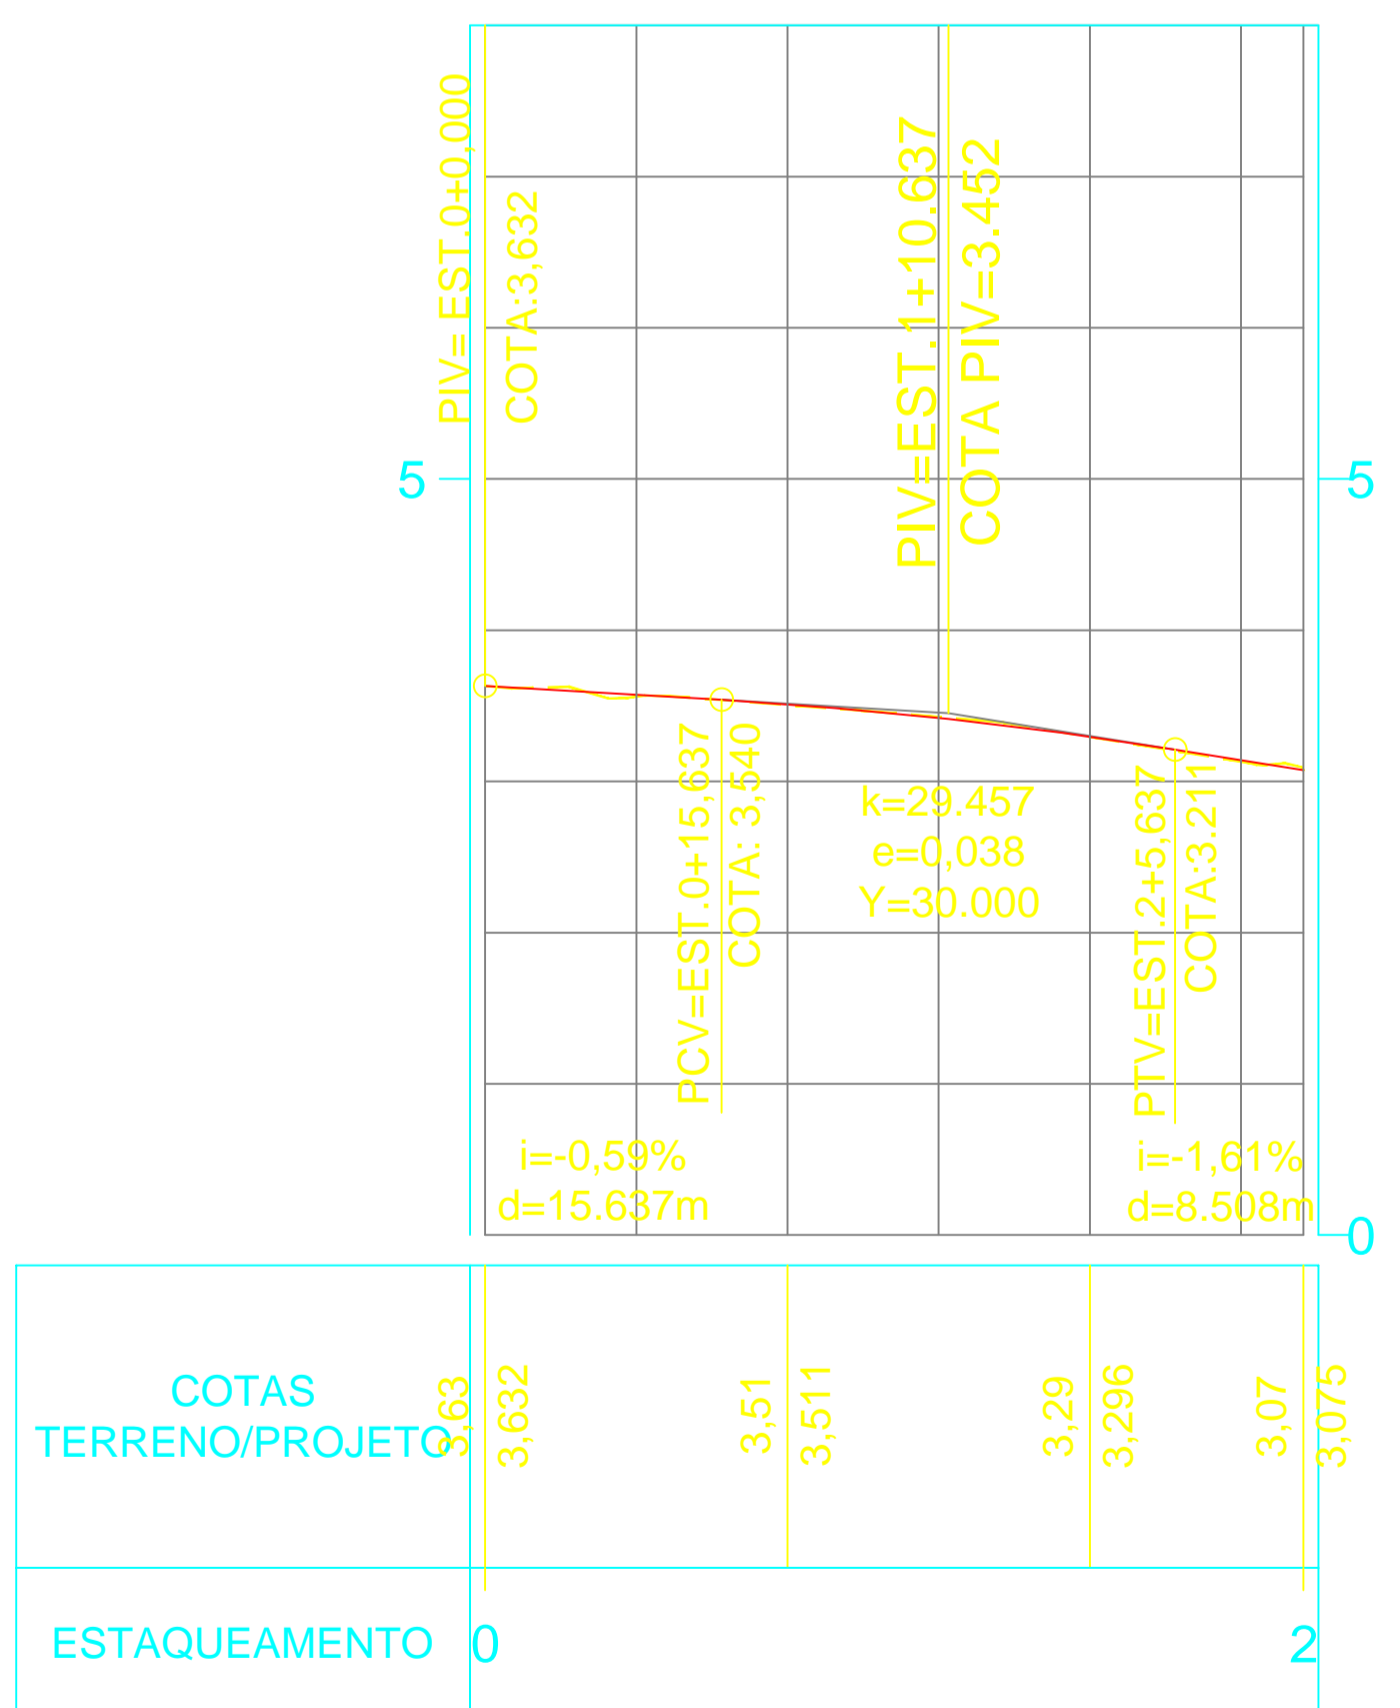 PIV= EST.0+0,000
COTA:3,632
PIV=EST.1+10.637
COTA PIV=3.452
5
5
PCV=EST.0+15,637
COTA: 3,540
k=29.457
e=0,038
Y=30.000
PTV=EST.2+5,637
COTA:3.211
i=-0,59%
d=15.637m
i=-1,61%
d=8.508m
0
COTAS
TERRENO/PROJETO
3,63
3,632
3,51
3,511
3,29
3,296
3,07
3,075
ESTAQUEAMENTO
0
2